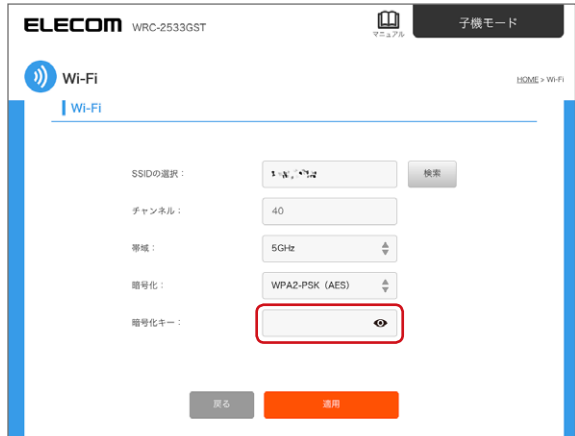 ELECOM WRC-2533GST
マニュアル
子機モード
Wi-Fi
HOME > Wi-Fi
Wi-Fi
SSIDの選択：
検索
チャンネル： 40
帯域： 5GHz
暗号化： WPA2-PSK（AES）
暗号化キー：
戻る 適用